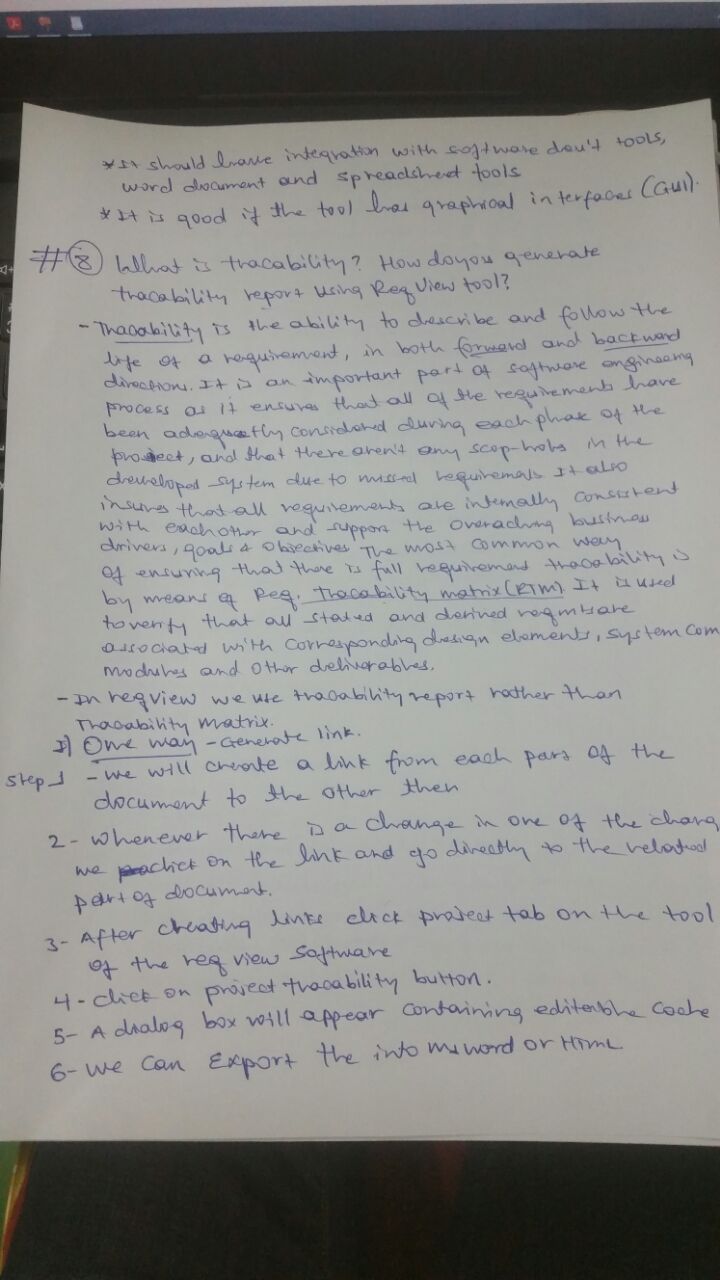 * It should have integration with software dev't tools,
word document and spreadsheet tools
* It is good if the tool has graphical interfaces (GUI).
#8 What is tracability? How do you generate
tracability report using ReqView tool?
- Tracability is the ability to describe and follow the
life of a requirement, in both forward and backward
directions. It is an important part of software engineering
process as it ensures that all of the requirements have
been adequatly considered during each phase of the
project, and that there aren't any scop-hols in the
developed system due to missed requirements It also
insures that all requirements are internally consistent
with each other and support the overaching business
drivers, goals & objectives The most common way
of ensuring that there is full requirement tracability is
by means of Req. Tracability matrix (RTM) It is used
to verify that all stated and derived reqmts are
associated with corresponding design elements, system com
modules and other deliverables.
- In reqview we use tracability report rather than
Tracability Matrix.
I) One way - Generate link.
Step 1 - we will create a link from each part of the
document to the other then
2 - whenever there is a change in one of the chang
we click on the link and go directly to the related
part of document.
3 - After creating links click project tab on the tool
of the req view software
4 - click on project tracability button.
5 - A dialog box will appear containing editable code
6 - we can Export the into ms word or HTML